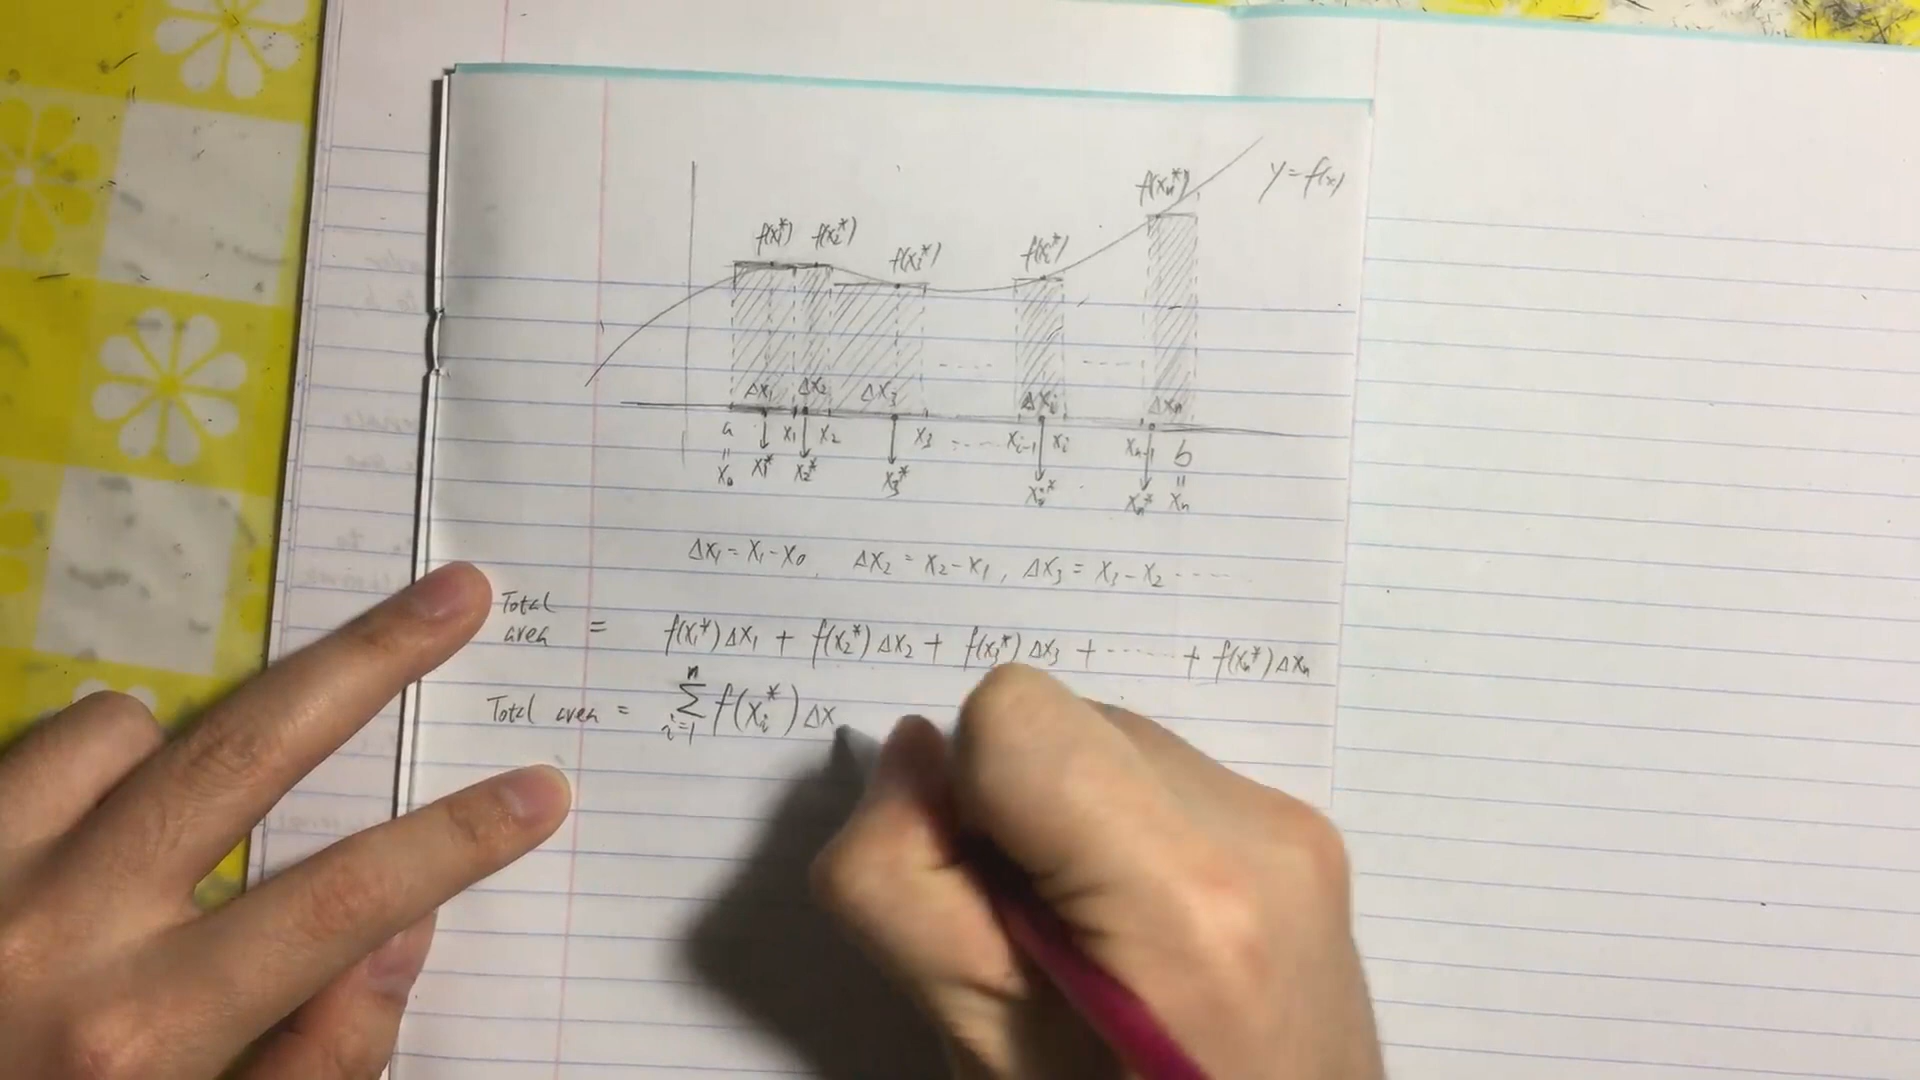 y=f(x)
f(xn*)
f(x1*) f(x2*) f(x3*) f(xi*)
Δx1 Δx2 Δx3 Δxi Δxn
a x1 x2 x3 ..... xi-1 xi xn-1 b
= =
x0 x1* x2* x3* xi* xn* xn
Δx1 = x1-x0, Δx2 = x2-x1, Δx3 = x3-x2 ......
Total area = f(x1*)Δx1 + f(x2*)Δx2 + f(x3*)Δx3 + ...... + f(xn*)Δxn
Total area = Σ i=1 n f(xi*)Δx